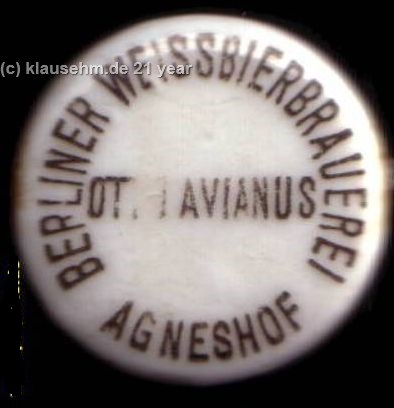 (c) klausehm.de 21 year
BERLINER WEISSBIERBRAUEREI
AVIANUS
AGNESHOF